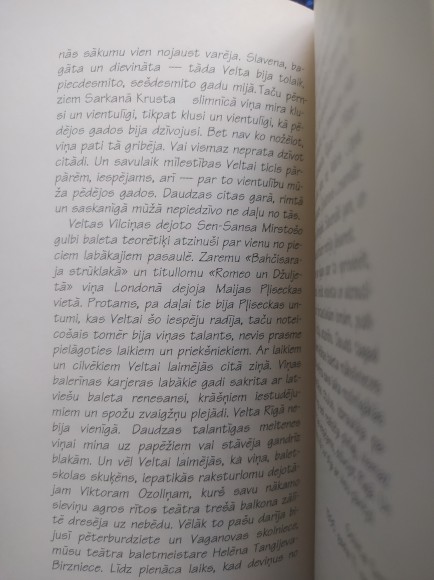 nās sākumu vien nojaust varēja. Slavena, ba-
gāta un dievināta — tāda Velta bija tolaik,
piecdesmito, sešdesmito gadu mijā. Taču pērn
ziem Sarkanā Krusta slimnīcā viņa mira klu-
si un vientulīgi, tikpat klusi un vientulīgi, kā pē-
dējos gados bija dzīvojusi. Bet nav ko nožēlot,
viņa pati tā gribēja. Vai vismaz neprata dzīvot
citādi. Un savulaik mīlestības Veltai ticis pār-
pārēm, iespējams, arī — par to vientulību mū-
ža pēdējos gados. Daudzas citas garā, rimtā
un saskanīgā mūžā nepiedzīvo ne daļu no tās.
Veltas Vilciņas dejoto Sen-Sansa Mirstošo
gulbi baleta teorētiķi atzinuši par vienu no pie-
ciem labākajiem pasaulē. Zaremu «Bahčisara-
ja strūklakā» un titullomu «Romeo un Džulje-
tā» viņa Londonā dejoja Maijas Pļiseckas
vietā. Protams, pa daļai tie bija Pļiseckas un-
tumi, kas Veltai šo iespēju radīja, taču notei-
cošais tomēr bija viņas talants, nevis prasme
pielāgoties laikiem un priekšniekiem. Ar laikiem
un cilvēkiem Veltai laimējās citā ziņā. Viņas
balerīnas karjeras labākie gadi sakrita ar lat-
viešu baleta renesansi, krāšņiem iestudēju-
miem un spožu zvaigžņu plejādi. Velta Rīgā ne-
bija vienīgā. Daudzas talantīgas meitenes
viņai mina uz papēžiem vai stāvēja gandrīz
blakām. Un vēl Veltai laimējās, ka viņa, balet-
skolas skuķēns, iepatikās raksturlomu dejotā-
jam Viktoram Ozoliņam, kurš savu nākamo
sieviņu agros rītos teātra trešā balkona zālī-
tē dresēja uz nebēdu. Vēlāk to pašu darīja bi-
jusī pēterburdziete un Vaganovas skolniece,
mūsu teātra baletmeistare Helēna Tangijeva-
Birzniece. Līdz pienāca laiks, kad deviņus no